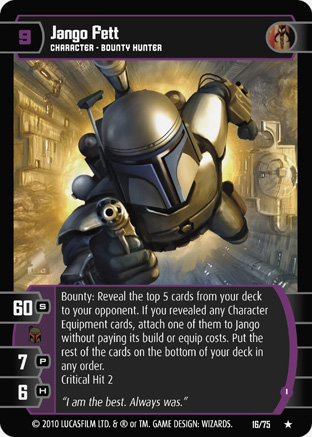 9
Jango Fett
CHARACTER · BOUNTY HUNTER
60 S
7 P
6 H
Bounty: Reveal the top 5 cards from your deck
to your opponent. If you revealed any Character
Equipment cards, attach one of them to Jango
without paying its build or equip costs. Put the
rest of the cards on the bottom of your deck in
any order.
Critical Hit 2
"I am the best. Always was."
1
© 2010 LUCASFILM LTD. & ® OR TM. GAME DESIGN: WIZARDS.
16/75